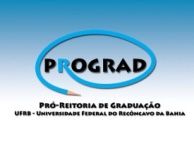 PROGRAD
Pró-Reitoria de Graduação
UFRB - Universidade Federal do Recôncavo da Bahia